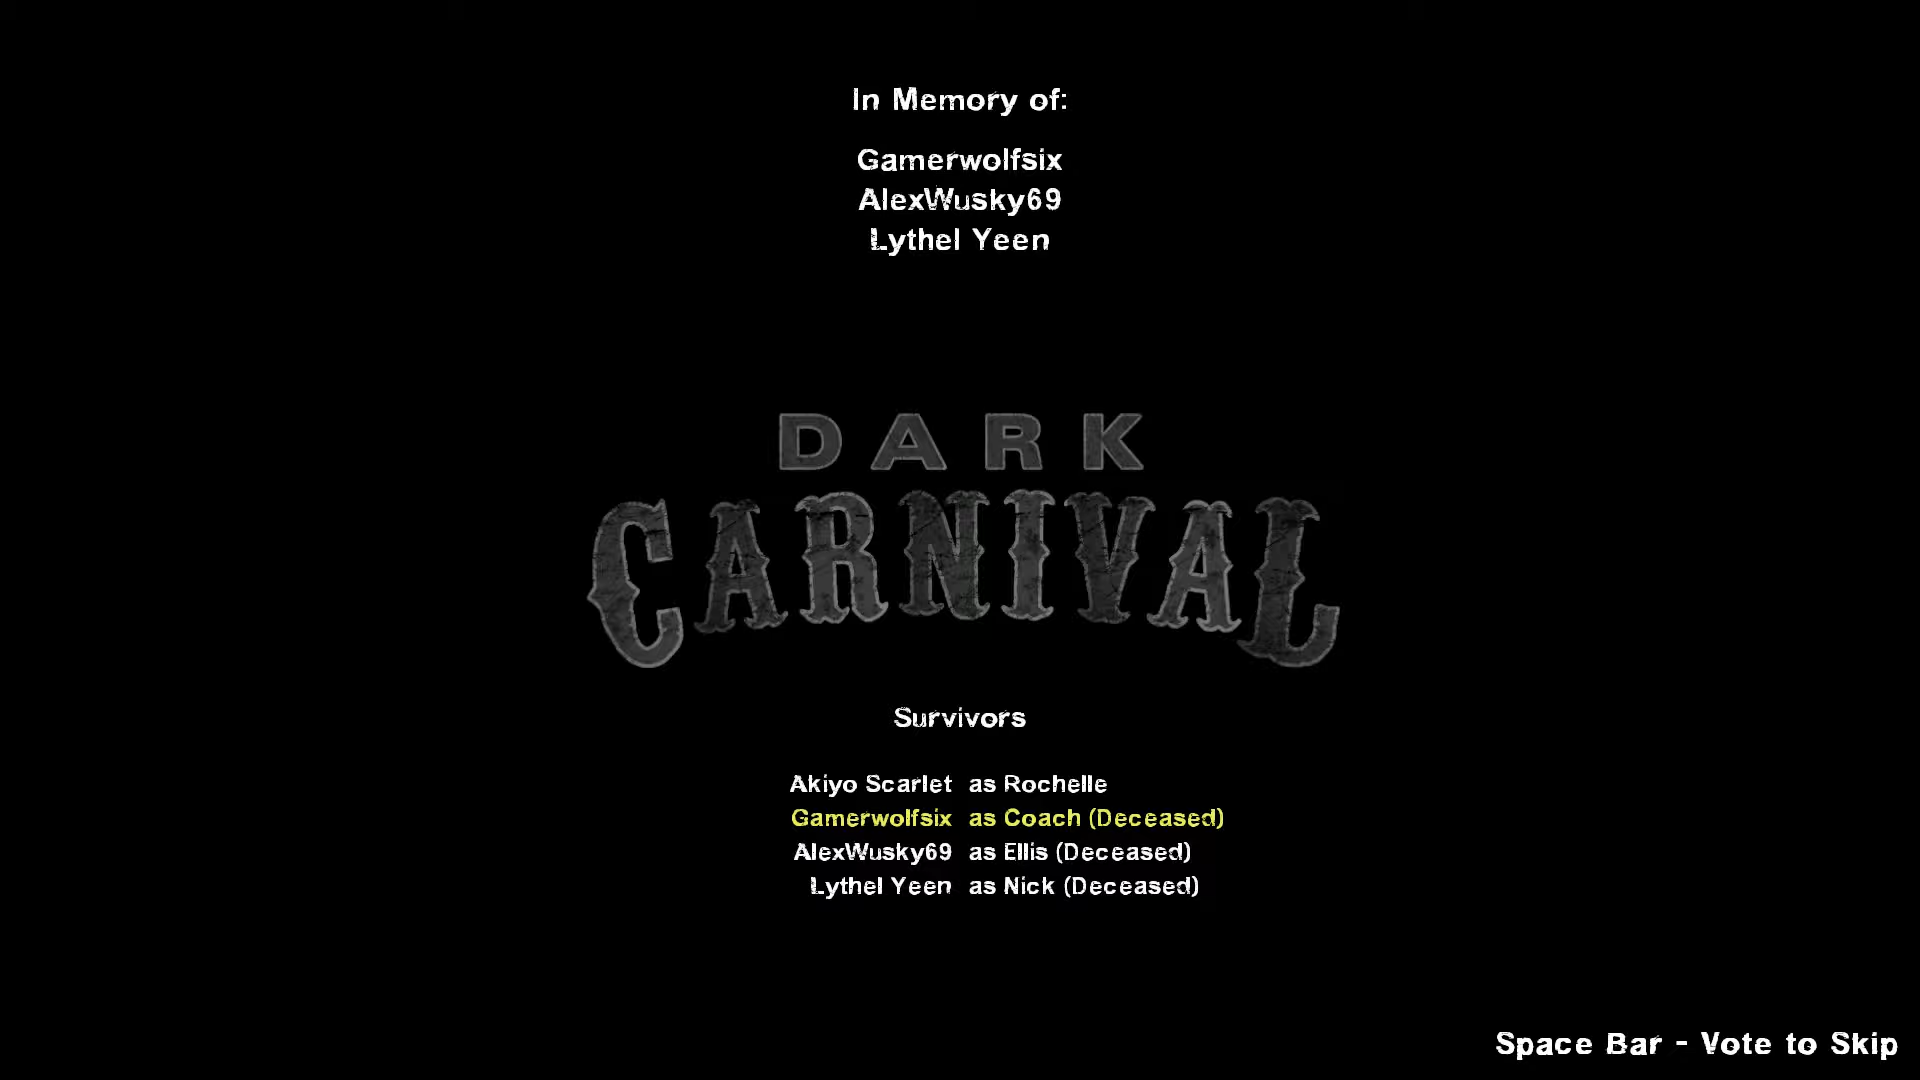 In Memory of:
Gamerwolfsix
AlexWusky69
Lythel Yeen
DARK
CARNIVAL
Survivors
Akiyo Scarlet as Rochelle
Gamerwolfsix as Coach (Deceased)
AlexWusky69 as Ellis (Deceased)
Lythel Yeen as Nick (Deceased)
Space Bar - Vote to Skip